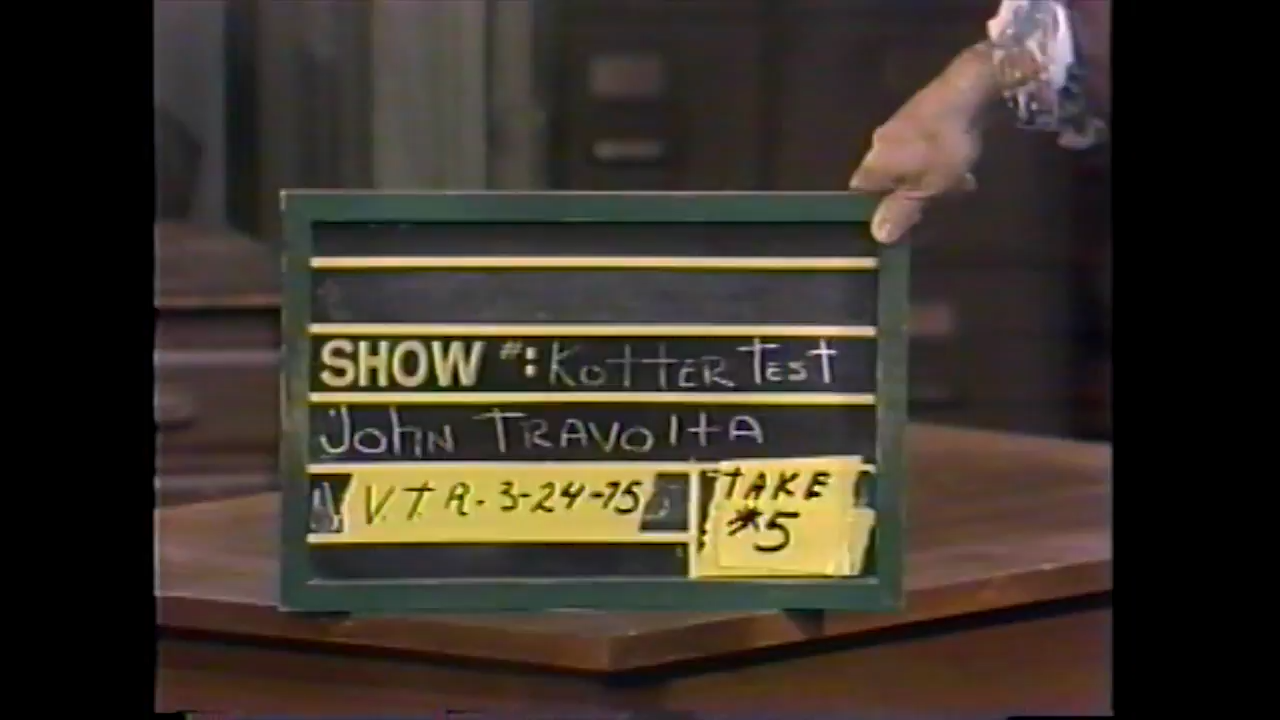 SHOW #: KOTTER TEST
JOHN TRAVOLTA
V.T.R-3-24-75
TAKE
#5